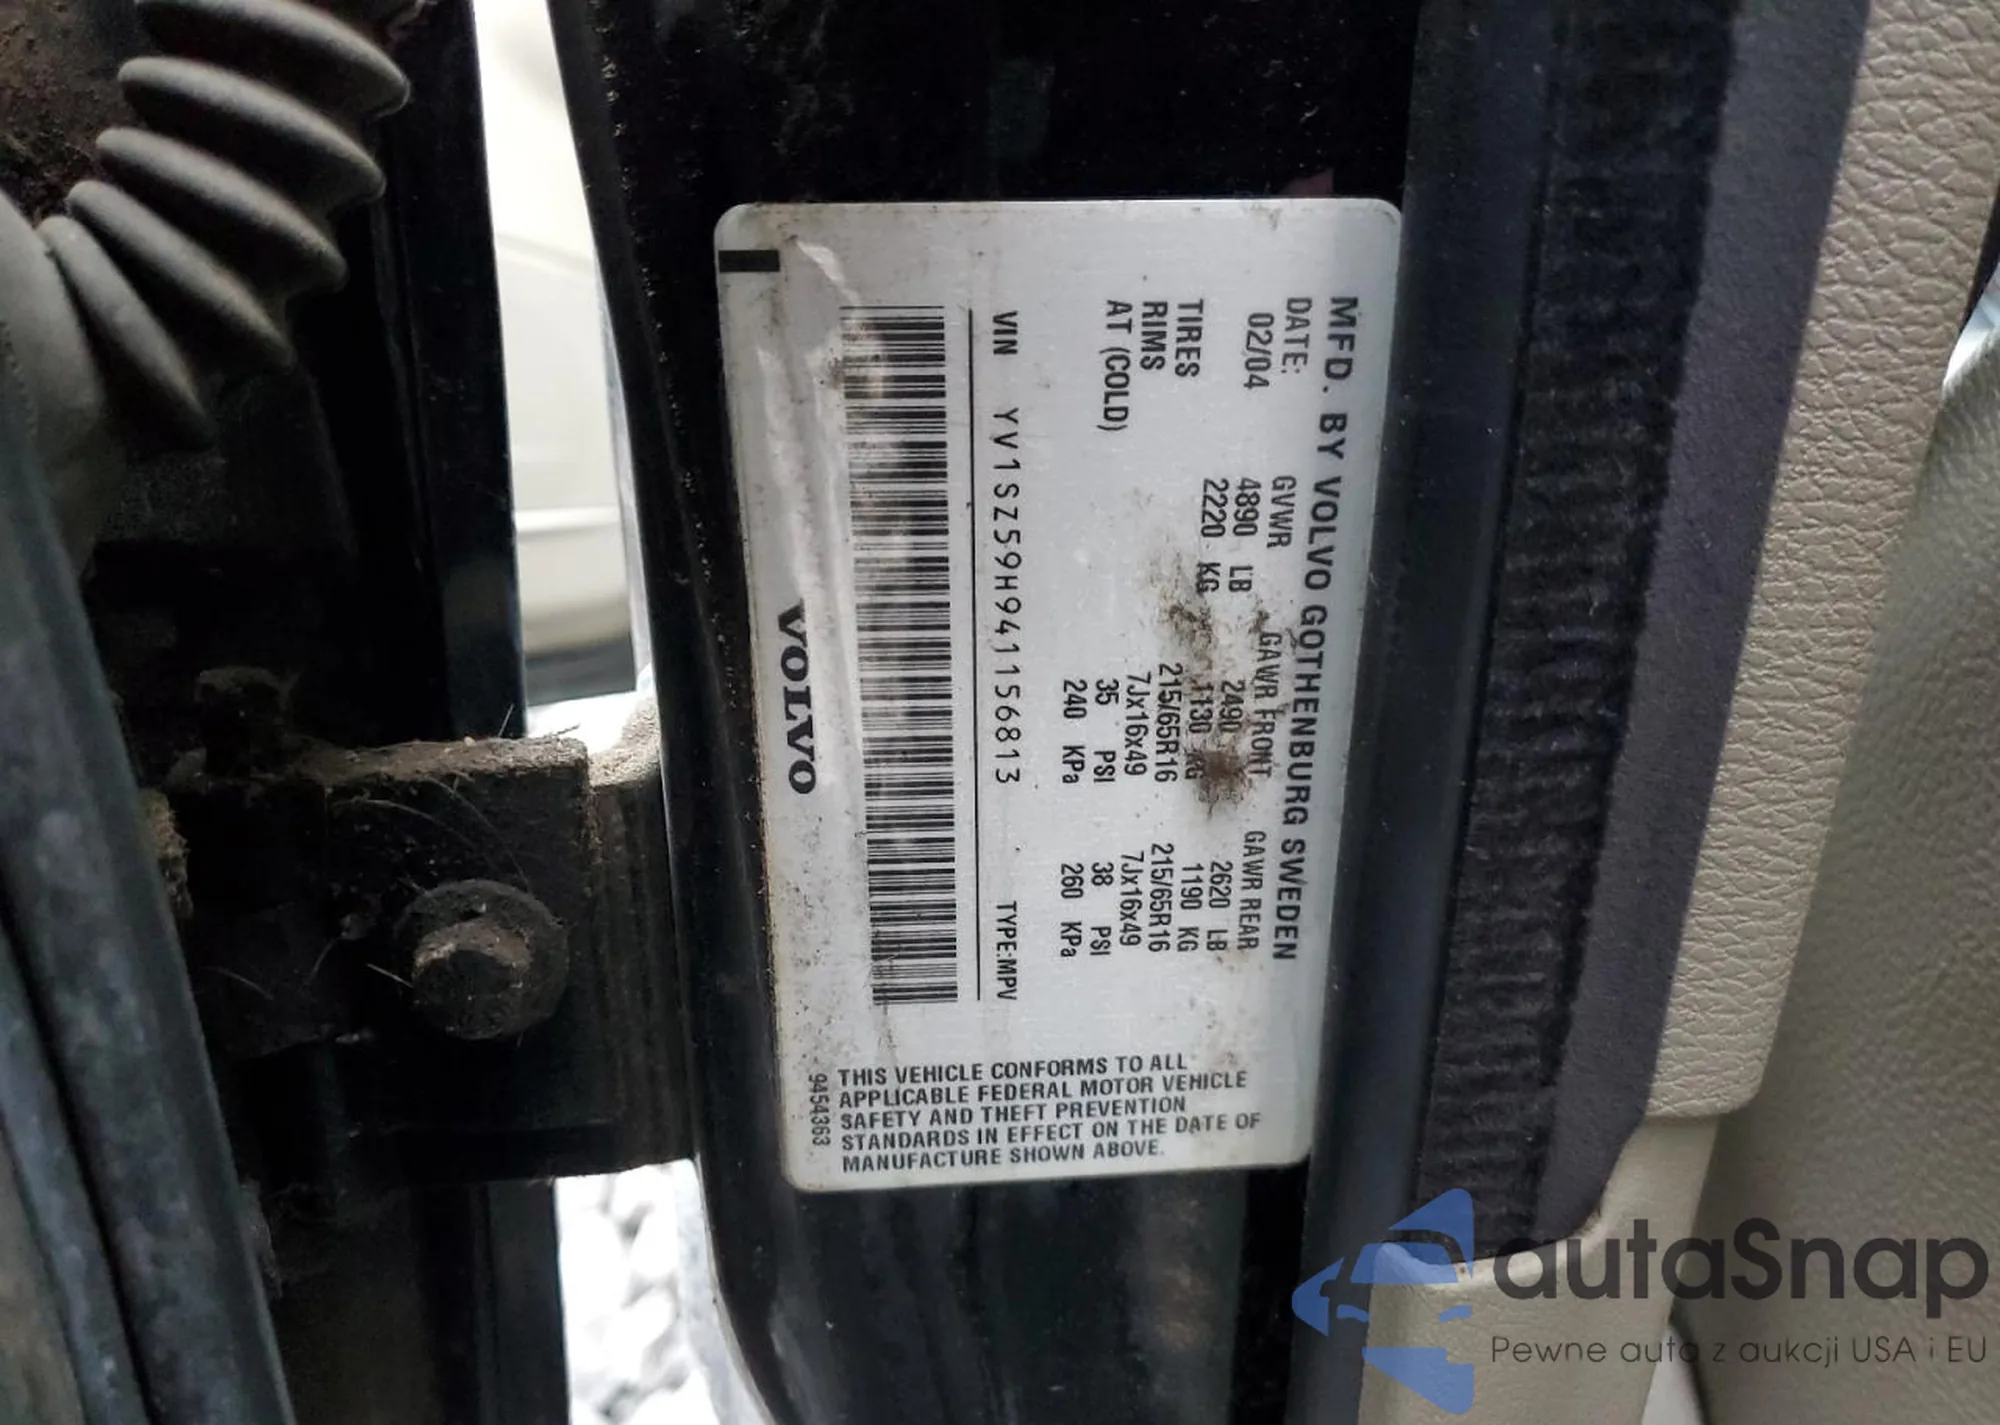 MFD. BY VOLVO GOTHENBURG SWEDEN
DATE: GVWR GAWR FRONT GAWR REAR
02/04 4890 LB 2490 2620 LB
2220 KG 1130 KG 1190 KG
TIRES 215/65R16 215/65R16
RIMS 7Jx16x49 7Jx16x49
AT (COLD) 35 PSI 38 PSI
240 KPa 260 KPa
VIN YV1SZ59H941156813 TYPE:MPV
VOLVO
THIS VEHICLE CONFORMS TO ALL
APPLICABLE FEDERAL MOTOR VEHICLE
SAFETY AND THEFT PREVENTION
STANDARDS IN EFFECT ON THE DATE OF
MANUFACTURE SHOWN ABOVE.
9454363
autaSnap
Pewne auta z aukcji USA i EU